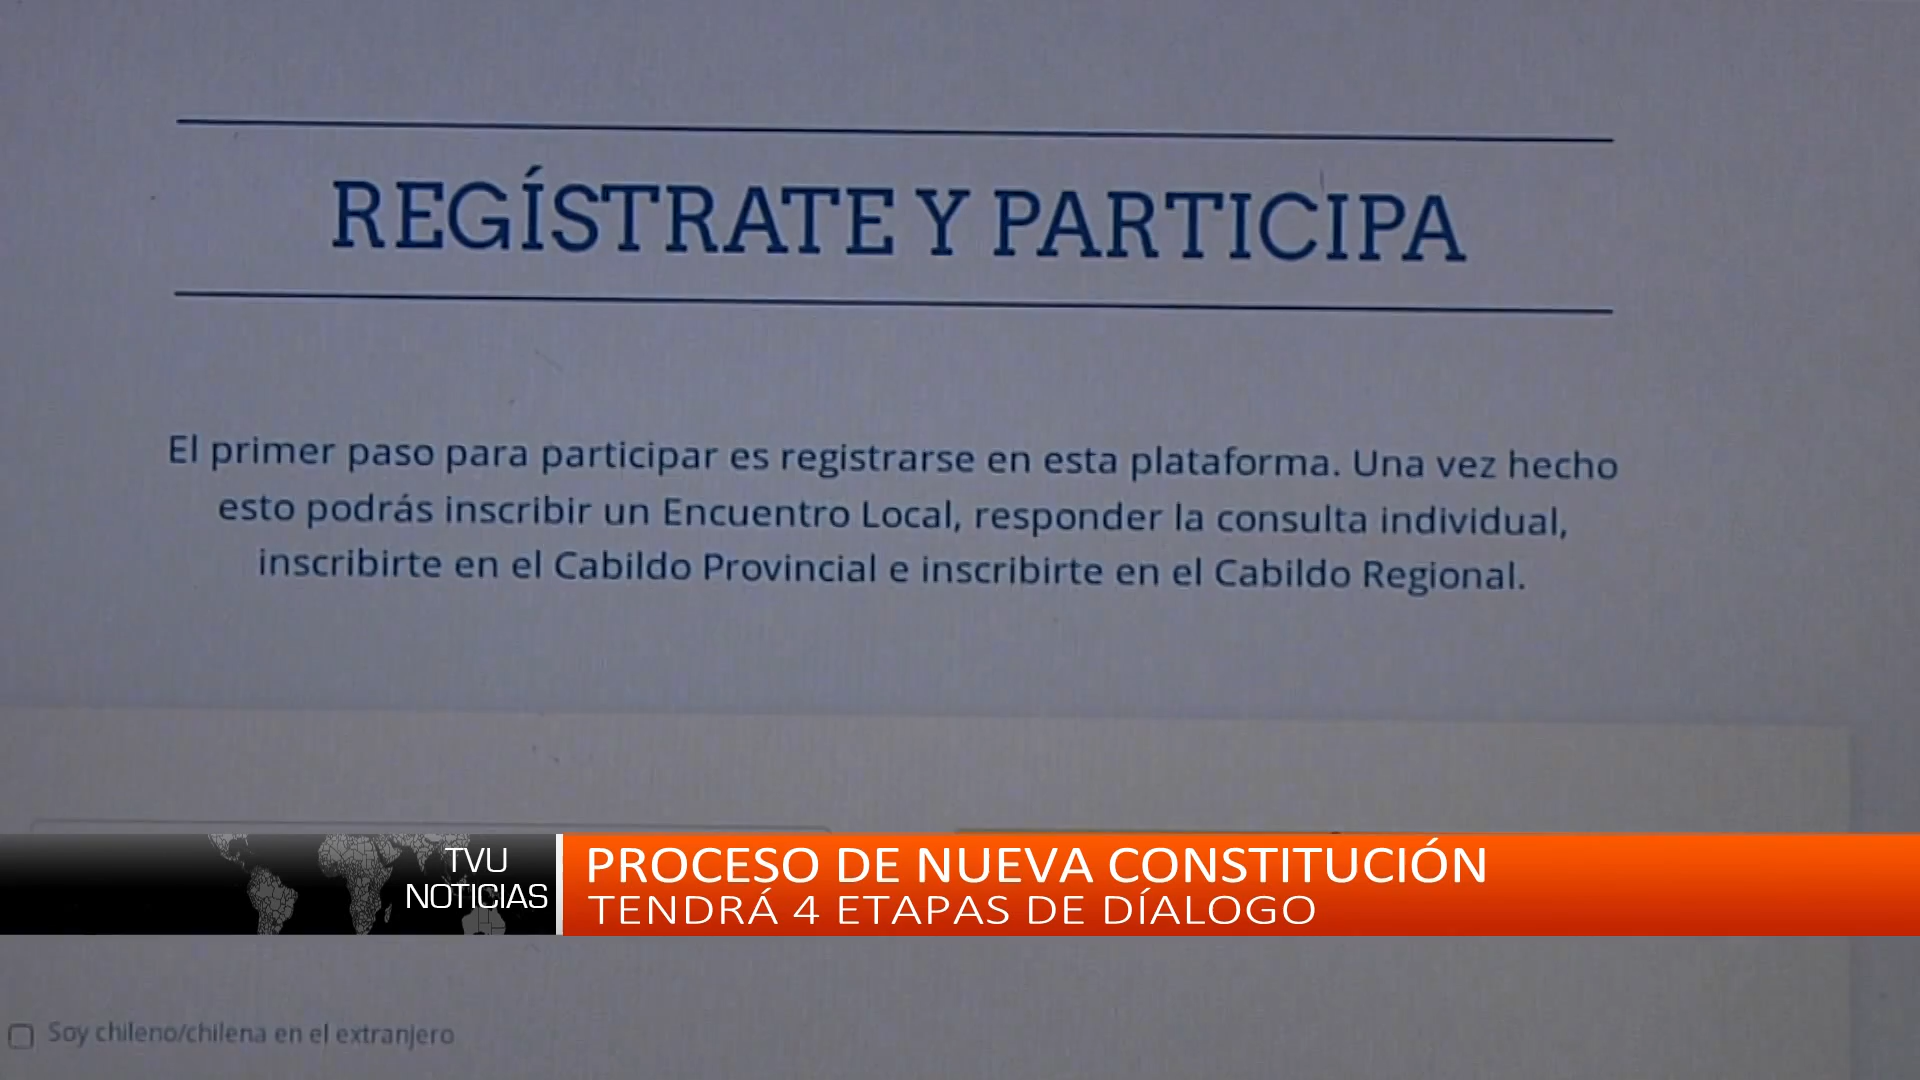 REGÍSTRATE Y PARTICIPA
El primer paso para participar es registrarse en esta plataforma. Una vez hecho
esto podrás inscribir un Encuentro Local, responder la consulta individual,
inscribirte en el Cabildo Provincial e inscribirte en el Cabildo Regional.
TVU
NOTICIAS
PROCESO DE NUEVA CONSTITUCIÓN
TENDRÁ 4 ETAPAS DE DÍALOGO
Soy chileno/chilena en el extranjero